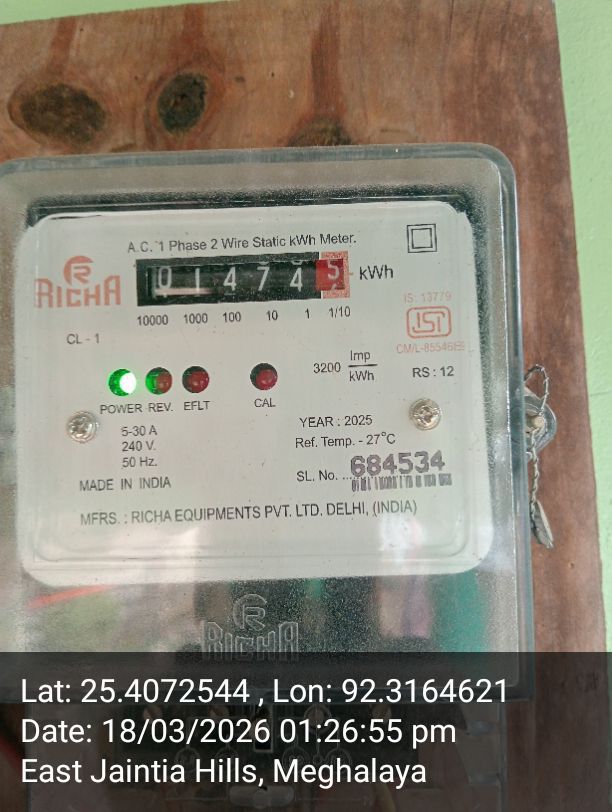 A.C. 1 Phase 2 Wire Static kWh Meter.
RICHA
0 1 4 7 4 5 kWh
10000 1000 100 10 1 1/10
IS: 13779
ISI
CL - 1
3200 Imp/kWh
RS : 12
POWER REV. EFLT CAL
5-30 A
240 V.
50 Hz.
YEAR : 2025
Ref. Temp. - 27°C
MADE IN INDIA
SL. No. ... 684534
MFRS. : RICHA EQUIPMENTS PVT. LTD. DELHI, (INDIA)
RICHA
Lat: 25.4072544 , Lon: 92.3164621
Date: 18/03/2026 01:26:55 pm
East Jaintia Hills, Meghalaya